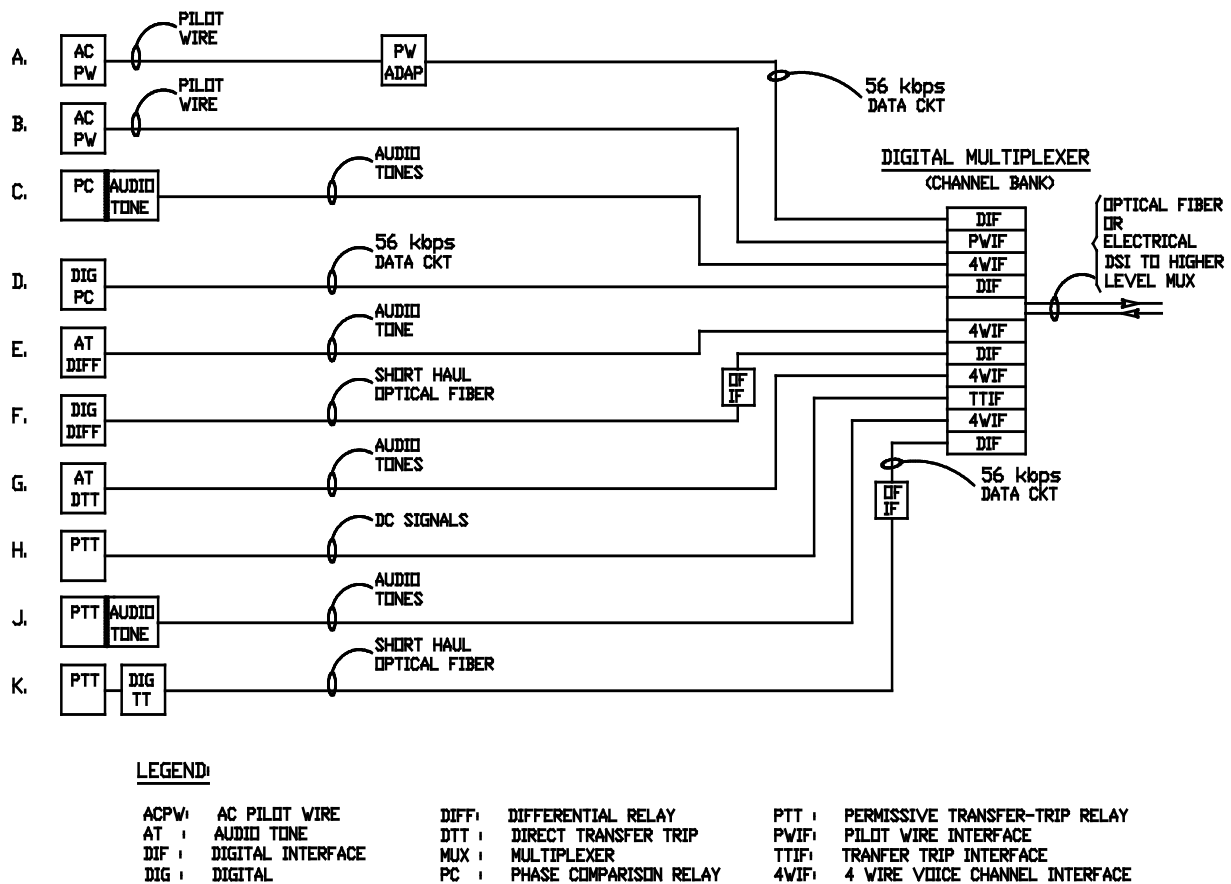 A. AC PW PILOT WIRE PW ADAP 56 kbps DATA CKT
B. AC PW PILOT WIRE
C. PC AUDIO TONE AUDIO TONES
D. DIG PC 56 kbps DATA CKT
E. AT DIFF AUDIO TONE
F. DIG DIFF SHORT HAUL OPTICAL FIBER OF IF
G. AT DTT AUDIO TONES
H. PTT DC SIGNALS
J. PTT AUDIO TONE AUDIO TONES
K. PTT DIG TT SHORT HAUL OPTICAL FIBER OF IF 56 kbps DATA CKT
DIGITAL MULTIPLEXER
(CHANNEL BANK)
DIF
PWIF
4WIF
DIF
4WIF
DIF
4WIF
TTIF
4WIF
DIF
OPTICAL FIBER
OR
ELECTRICAL
DSI TO HIGHER
LEVEL MUX
LEGEND:
ACPW: AC PILOT WIRE
AT : AUDIO TONE
DIF : DIGITAL INTERFACE
DIG : DIGITAL
DIFF: DIFFERENTIAL RELAY
DTT : DIRECT TRANSFER TRIP
MUX : MULTIPLEXER
PC : PHASE COMPARISON RELAY
PTT : PERMISSIVE TRANSFER-TRIP RELAY
PWIF: PILOT WIRE INTERFACE
TTIF: TRANFER TRIP INTERFACE
4WIF: 4 WIRE VOICE CHANNEL INTERFACE